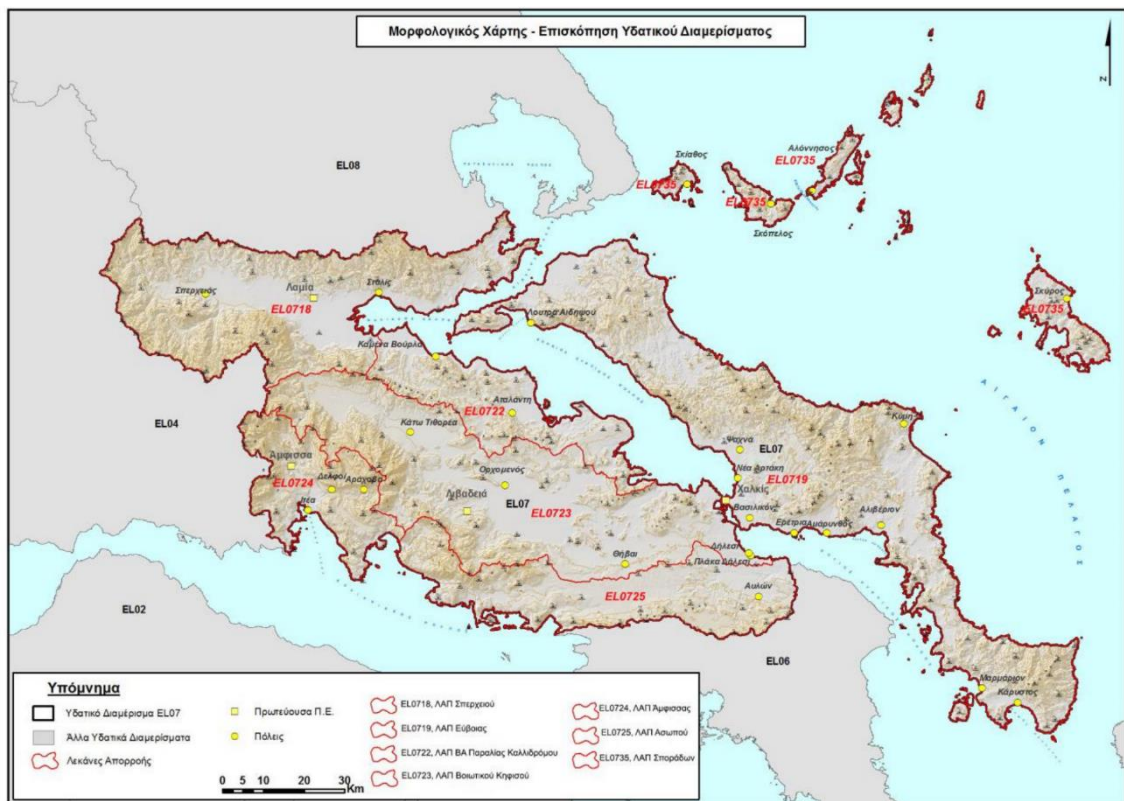 Μορφολογικός Χάρτης - Επισκόπηση Υδατικού Διαμερίσματος
Z
EL08
Σκίαθος
EL0735
Αλόννησος
EL0735
EL0735
Σκόπελος
Σπερχειάς
Λαμία
Στυλίς
EL0718
Λουτρά Αιδηψού
Καμένα Βούρλα
Σκύρος
EL0735
EL04
Αταλάντη
EL0722
Κάτω Τιθορέα
Κύμη
Ψαχνά
EL07
Άμφισσα
EL0724
Δελφοί
Αράχωβα
Ορχομενός
Νέα Αρτάκη
EL0719
Χαλκίς
Ιτέα
Λιβαδειά
EL07
EL0723
Βασιλικόν
Ερέτρια
Αμάρυνθος
Αλιβέριον
ΑΙΓΑΙΟΝ ΠΕΛΑΓΟΣ
Θήβαι
Δήλεσι
Πλάκα Δήλεσι
EL0725
Αυλών
EL02
EL06
Μαρμάριον
Κάρυστος
Υπόμνημα
Υδατικό Διαμέρισμα EL07
Άλλα Υδατικά Διαμερίσματα
Λεκάνες Απορροής
Πρωτεύουσα Π.Ε.
Πόλεις
0 5 10 20 30
Km
EL0718, ΛΑΠ Σπερχειού
EL0719, ΛΑΠ Εύβοιας
EL0722, ΛΑΠ ΒΑ Παραλίας Καλλιδρόμου
EL0723, ΛΑΠ Βοιωτικού Κηφισού
EL0724, ΛΑΠ Άμφισσας
EL0725, ΛΑΠ Ασωπού
EL0735, ΛΑΠ Σποράδων